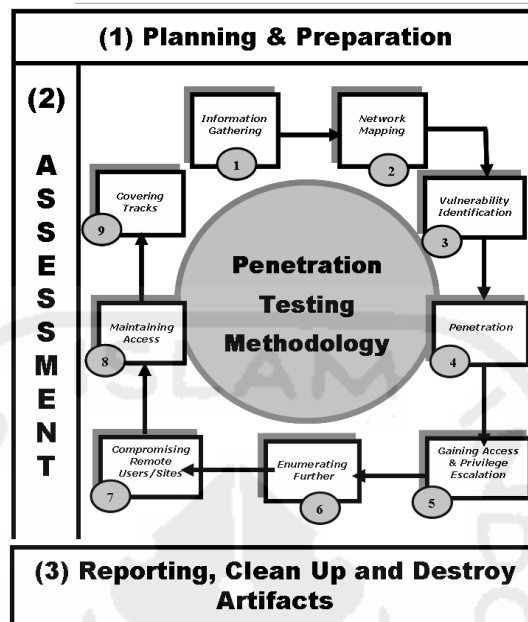 (1) Planning & Preparation
(2)
A
S
S
E
S
S
M
E
N
T
Information
Gathering
1
Network
Mapping
2
Vulnerability
Identification
3
Penetration
4
Gaining Access
& Privilege
Escalation
5
Enumerating
Further
6
Compromising
Remote
Users/Sites
7
Maintaining
Access
8
Covering
Tracks
9
Penetration
Testing
Methodology
ISLAM
(3) Reporting, Clean Up and Destroy
Artifacts